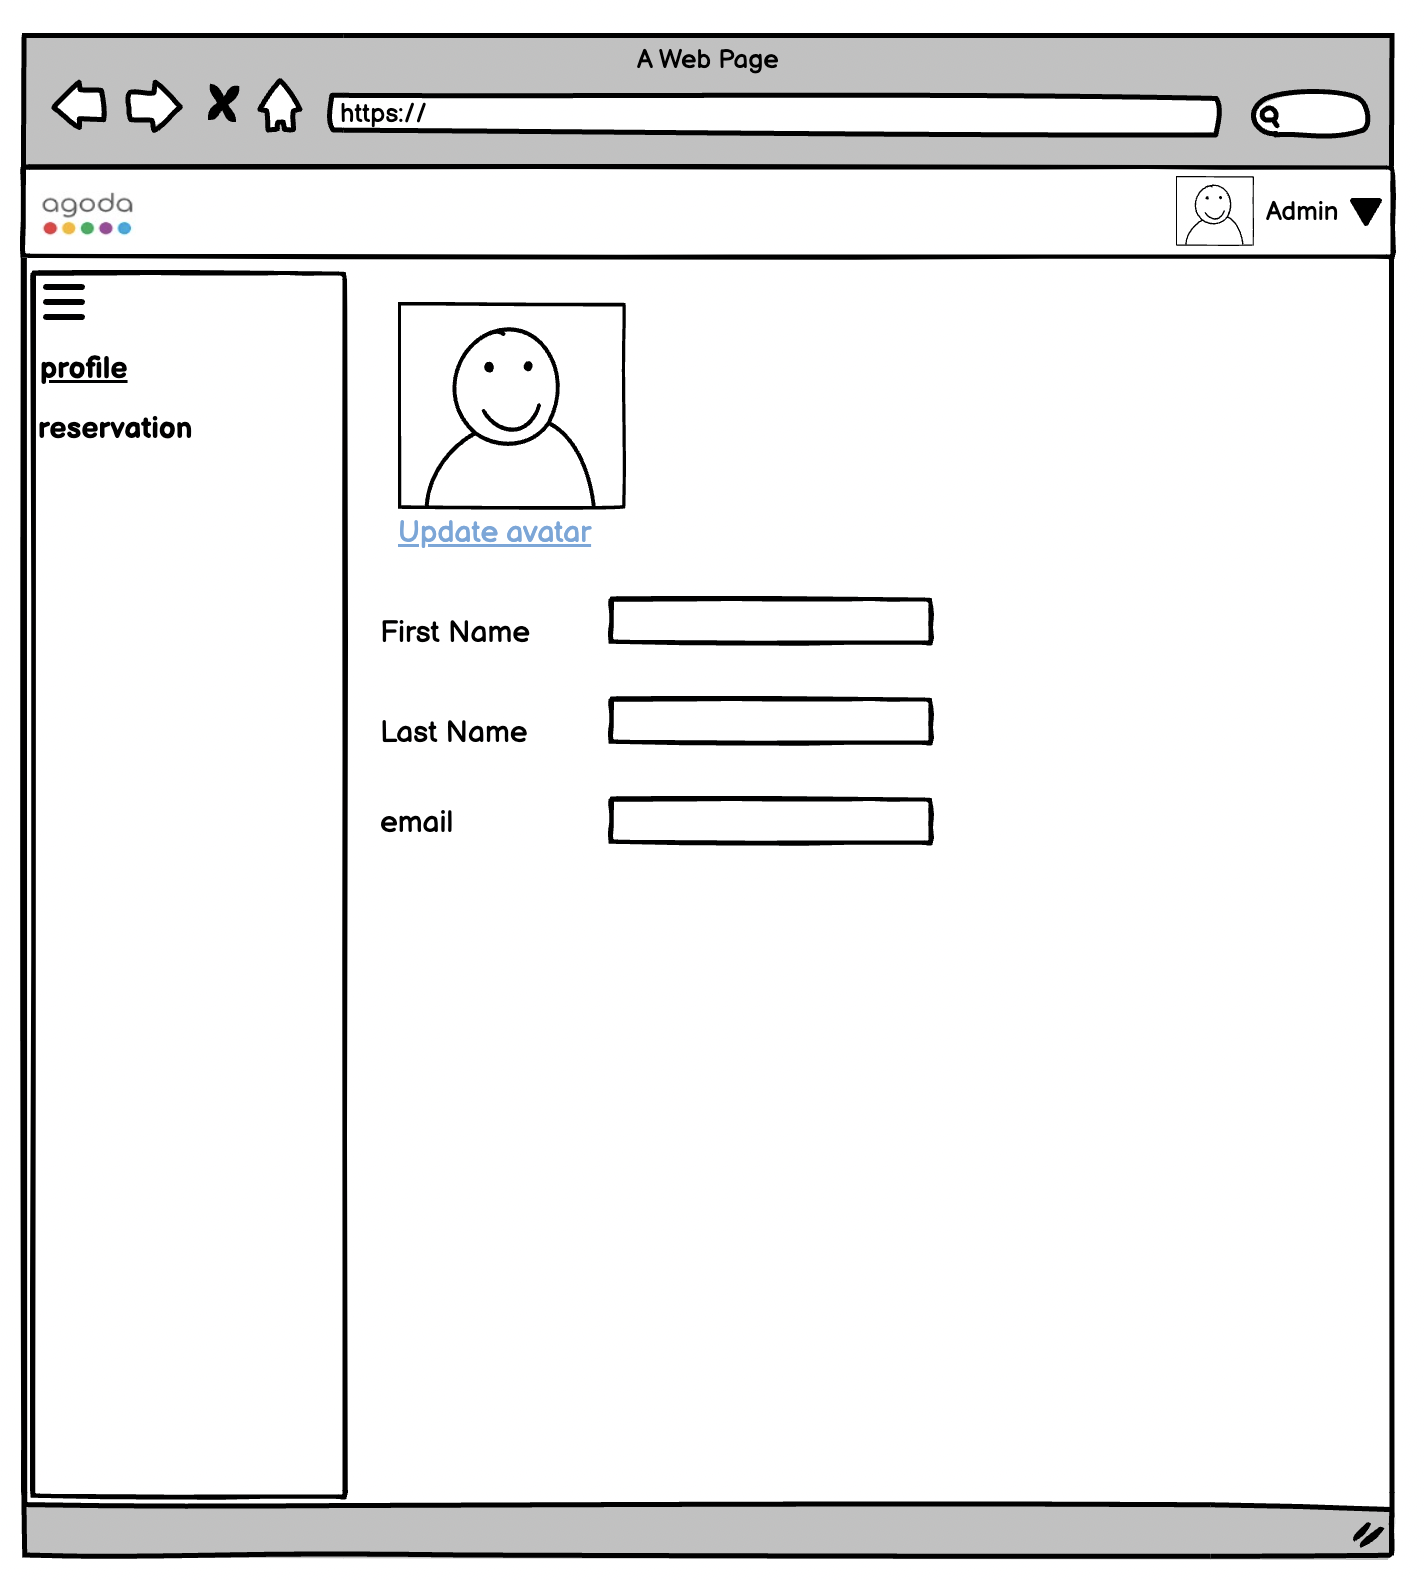 A Web Page
https://
agoda
Admin
profile
reservation
Update avatar
First Name
Last Name
email